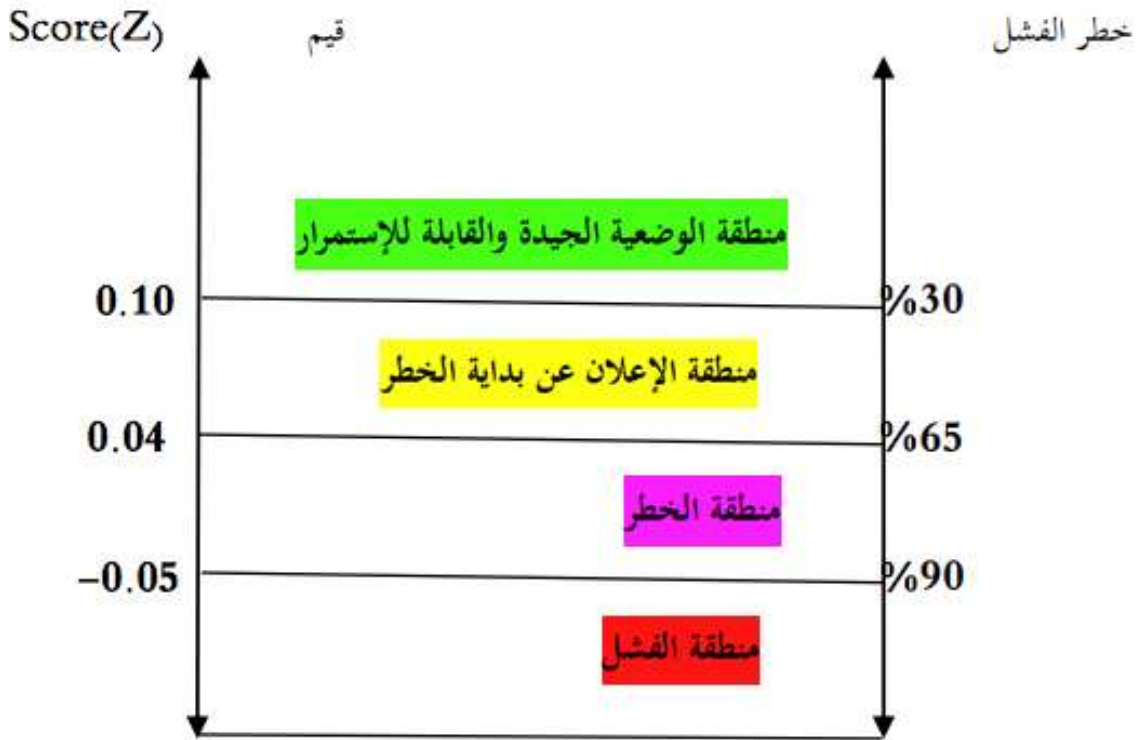 خطر الفشل قيم Score(Z)
منطقة الوضعية الجيدة والقابلة للإستمرار
%30 0.10
منطقة الإعلان عن بداية الخطر
%65 0.04
منطقة الخطر
%90 -0.05
منطقة الفشل